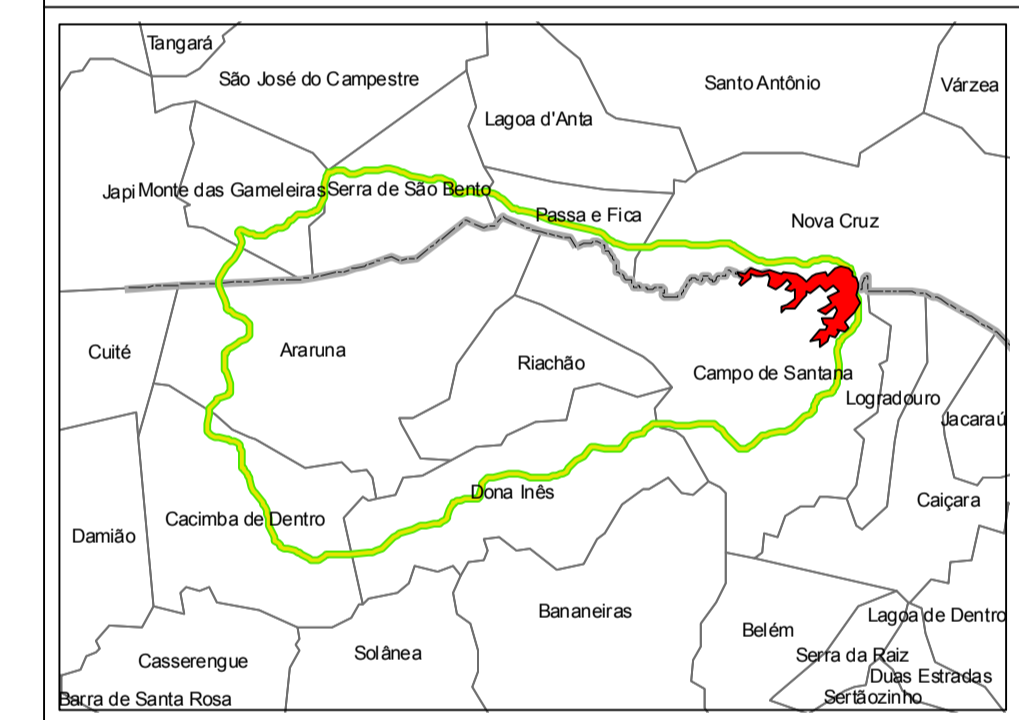 Tangará
São José do Campestre
Santo Antônio
Várzea
Lagoa d'Anta
Japi
Monte das Gameleiras
Serra de São Bento
Passa e Fica
Nova Cruz
Cuité
Araruna
Riachão
Campo de Santana
Logradouro
Jacaraú
Dona Inês
Caiçara
Cacimba de Dentro
Damião
Bananeiras
Lagoa de Dentro
Belém
Solânea
Serra da Raiz
Casserengue
Duas Estradas
Barra de Santa Rosa
Sertãozinho